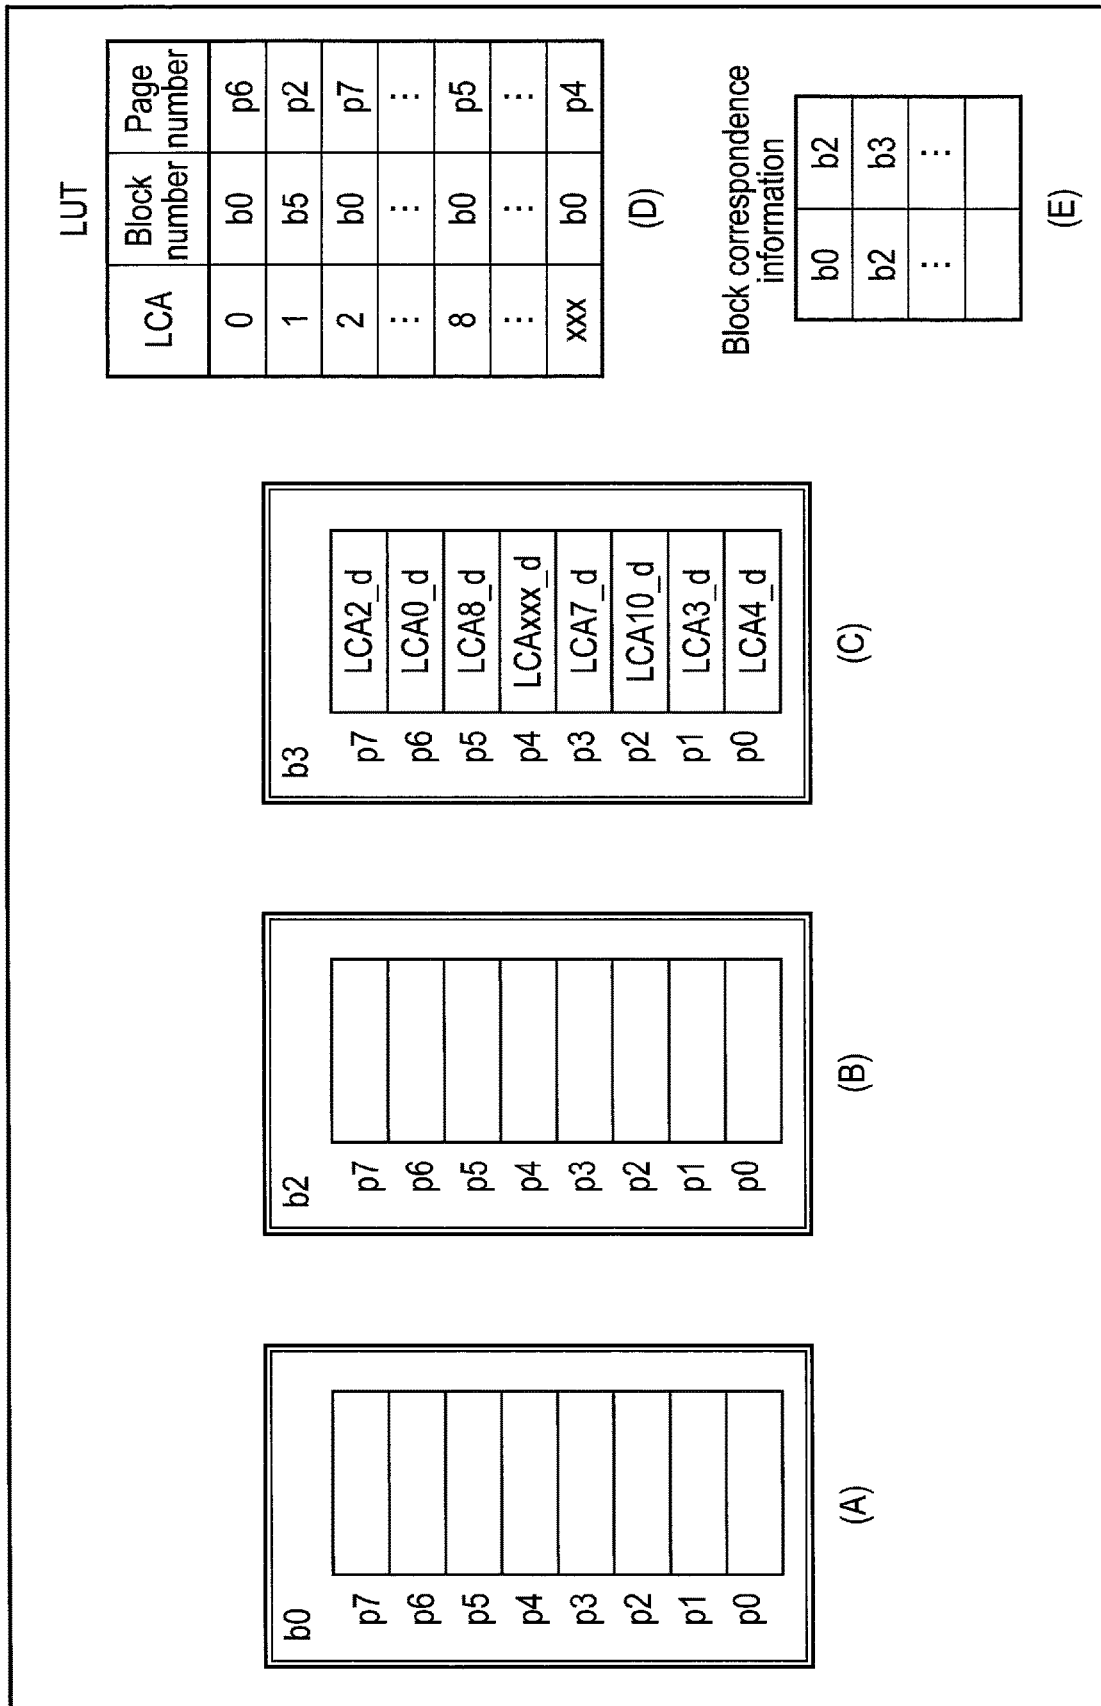 b0
p7
p6
p5
p4
p3
p2
p1
p0
(A)
b2
p7
p6
p5
p4
p3
p2
p1
p0
(B)
b3
p7 LCA2_d
p6 LCA0_d
p5 LCA8_d
p4 LCAxxx_d
p3 LCA7_d
p2 LCA10_d
p1 LCA3_d
p0 LCA4_d
(C)
LUT
LCA Block number Page number
0 b0 p6
1 b5 p2
2 b0 p7
⋮ ⋮ ⋮
8 b0 p5
⋮ ⋮ ⋮
xxx b0 p4
(D)
Block correspondence
information
b0 b2
b2 b3
⋮ ⋮
(E)